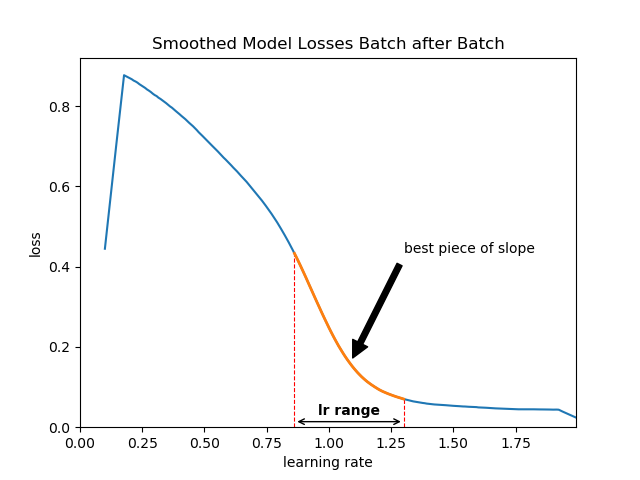 Smoothed Model Losses Batch after Batch
0.8
0.6
0.4
0.2
0.0
loss
best piece of slope
lr range
0.00 0.25 0.50 0.75 1.00 1.25 1.50 1.75
learning rate